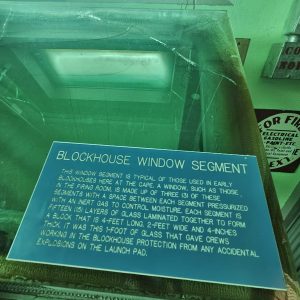 BLOCKHOUSE WINDOW SEGMENT
THIS WINDOW SEGMENT IS TYPICAL OF THOSE USED IN EARLY
BLOCKHOUSES HERE AT THE CAPE. A WINDOW, SUCH AS THOSE
IN THE FIRING ROOM, IS MADE UP OF THREE (3) OF THESE
SEGMENTS WITH A SPACE BETWEEN EACH SEGMENT PRESSURIZED
WITH AN INERT GAS TO CONTROL MOISTURE. EACH SEGMENT IS
FIFTEEN (15) LAYERS OF GLASS LAMINATED TOGETHER TO FORM
A BLOCK THAT IS 4-FEET LONG, 2-FEET WIDE AND 4-INCHES
THICK. IT WAS THIS 1-FOOT OF GLASS THAT GAVE CREWS
WORKING IN THE BLOCKHOUSE PROTECTION FROM ANY ACCIDENTAL
EXPLOSIONS ON THE LAUNCH PAD.
FOR FIR
ELECTRICAL
GASOLINE
PAINT-ETC.